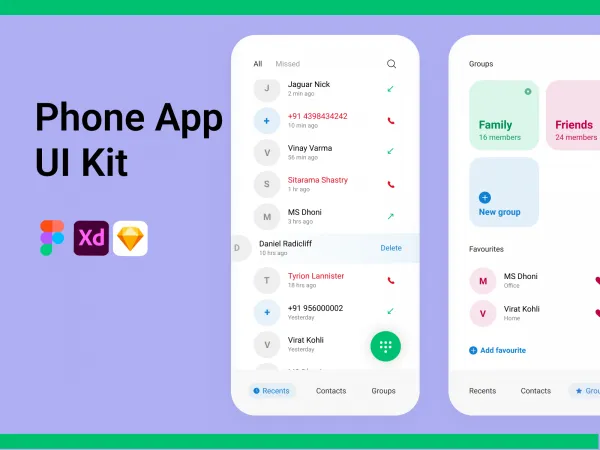 Phone App
UI Kit
Xd
All Missed
J
Jaguar Nick
2 min ago
+
+91 4398434242
10 min ago
V
Vinay Varma
56 min ago
S
Sitarama Shastry
1 hr ago
M
MS Dhoni
3 hrs ago
D
Daniel Radicliff
10 hrs ago
Delete
T
Tyrion Lannister
18 hrs ago
+
+91 956000002
Yesterday
V
Virat Kohli
Yesterday
Recents Contacts Groups
Groups
Family
16 members
Friends
24 members
New group
Favourites
M
MS Dhoni
Office
V
Virat Kohli
Home
Add favourite
Recents Contacts Grou